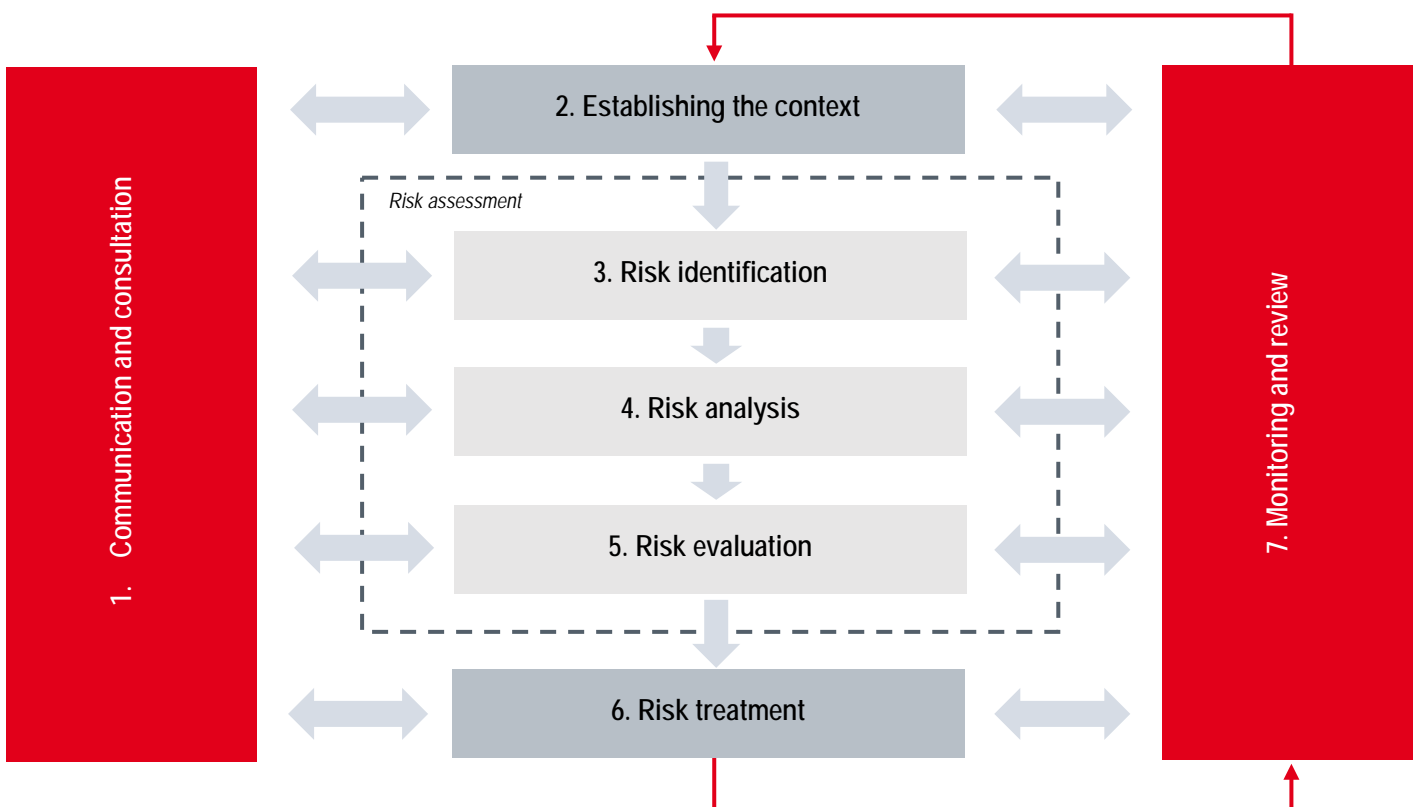 1. Communication and consultation
2. Establishing the context
Risk assessment
3. Risk identification
4. Risk analysis
5. Risk evaluation
6. Risk treatment
7. Monitoring and review